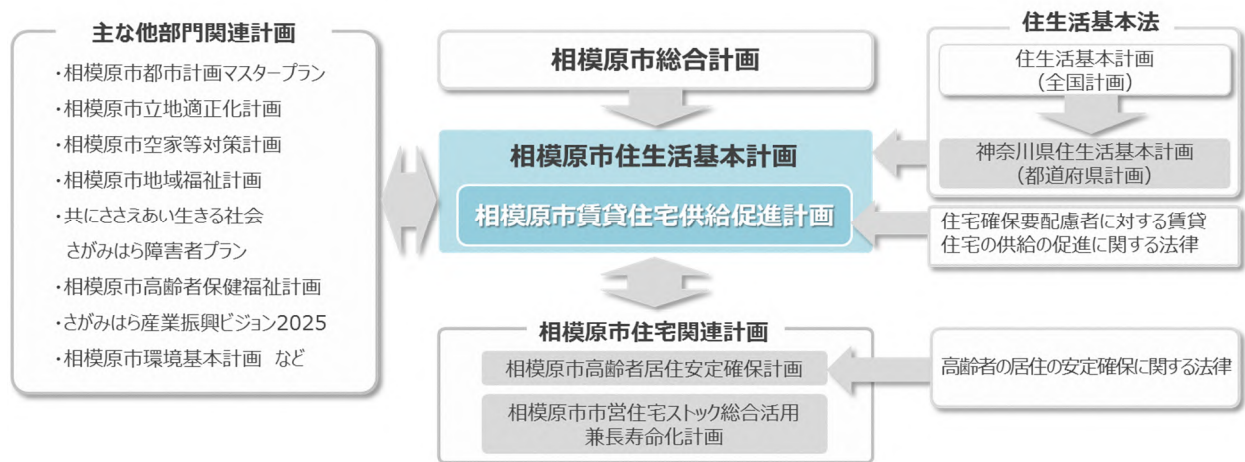 主な他部門関連計画
・相模原市都市計画マスタープラン
・相模原市立地適正化計画
・相模原市空家等対策計画
・相模原市地域福祉計画
・共にささえあい生きる社会
さがみはら障害者プラン
・相模原市高齢者保健福祉計画
・さがみはら産業振興ビジョン2025
・相模原市環境基本計画 など
相模原市総合計画
相模原市住生活基本計画
相模原市賃貸住宅供給促進計画
相模原市住宅関連計画
相模原市高齢者居住安定確保計画
相模原市市営住宅ストック総合活用
兼長寿命化計画
住生活基本法
住生活基本計画
（全国計画）
神奈川県住生活基本計画
（都道府県計画）
住宅確保要配慮者に対する賃貸
住宅の供給の促進に関する法律
高齢者の居住の安定確保に関する法律